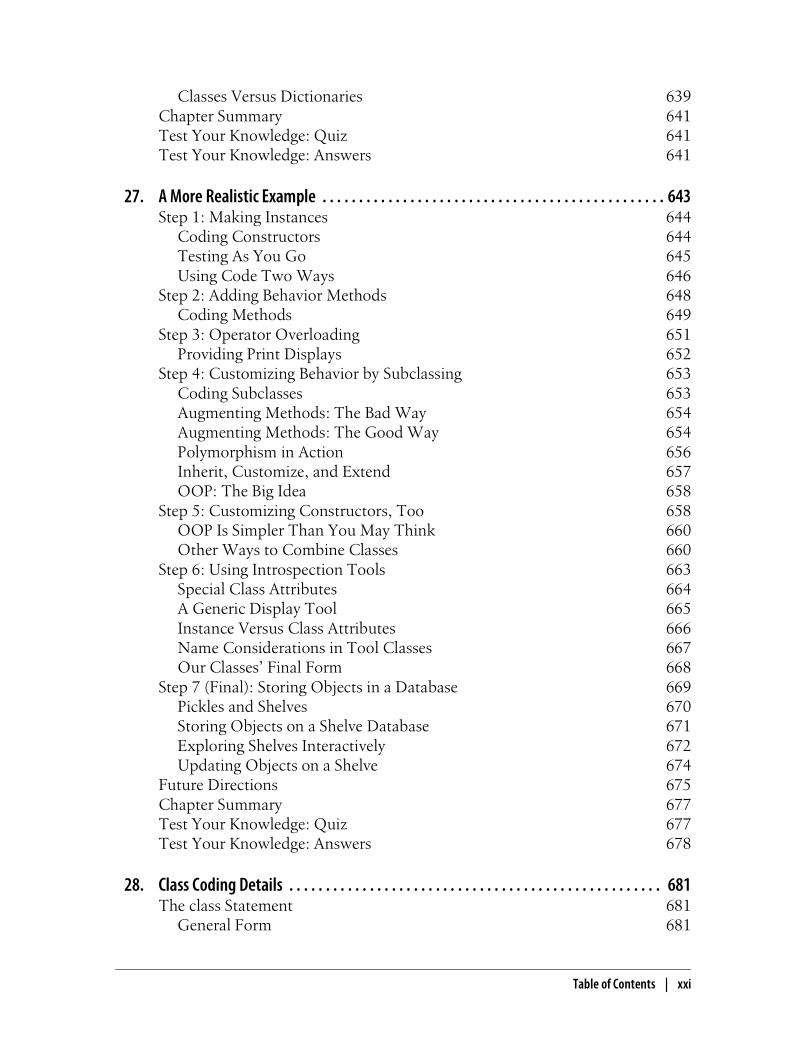 Classes Versus Dictionaries 639
Chapter Summary 641
Test Your Knowledge: Quiz 641
Test Your Knowledge: Answers 641
27. A More Realistic Example . . . . . . . . . . . . . . . . . . . . . . . . . . . . . . . . . . . . . . . . . . . . . . . 643
Step 1: Making Instances 644
Coding Constructors 644
Testing As You Go 645
Using Code Two Ways 646
Step 2: Adding Behavior Methods 648
Coding Methods 649
Step 3: Operator Overloading 651
Providing Print Displays 652
Step 4: Customizing Behavior by Subclassing 653
Coding Subclasses 653
Augmenting Methods: The Bad Way 654
Augmenting Methods: The Good Way 654
Polymorphism in Action 656
Inherit, Customize, and Extend 657
OOP: The Big Idea 658
Step 5: Customizing Constructors, Too 658
OOP Is Simpler Than You May Think 660
Other Ways to Combine Classes 660
Step 6: Using Introspection Tools 663
Special Class Attributes 664
A Generic Display Tool 665
Instance Versus Class Attributes 666
Name Considerations in Tool Classes 667
Our Classes’ Final Form 668
Step 7 (Final): Storing Objects in a Database 669
Pickles and Shelves 670
Storing Objects on a Shelve Database 671
Exploring Shelves Interactively 672
Updating Objects on a Shelve 674
Future Directions 675
Chapter Summary 677
Test Your Knowledge: Quiz 677
Test Your Knowledge: Answers 678
28. Class Coding Details . . . . . . . . . . . . . . . . . . . . . . . . . . . . . . . . . . . . . . . . . . . . . . . . . . . 681
The class Statement 681
General Form 681
Table of Contents | xxi